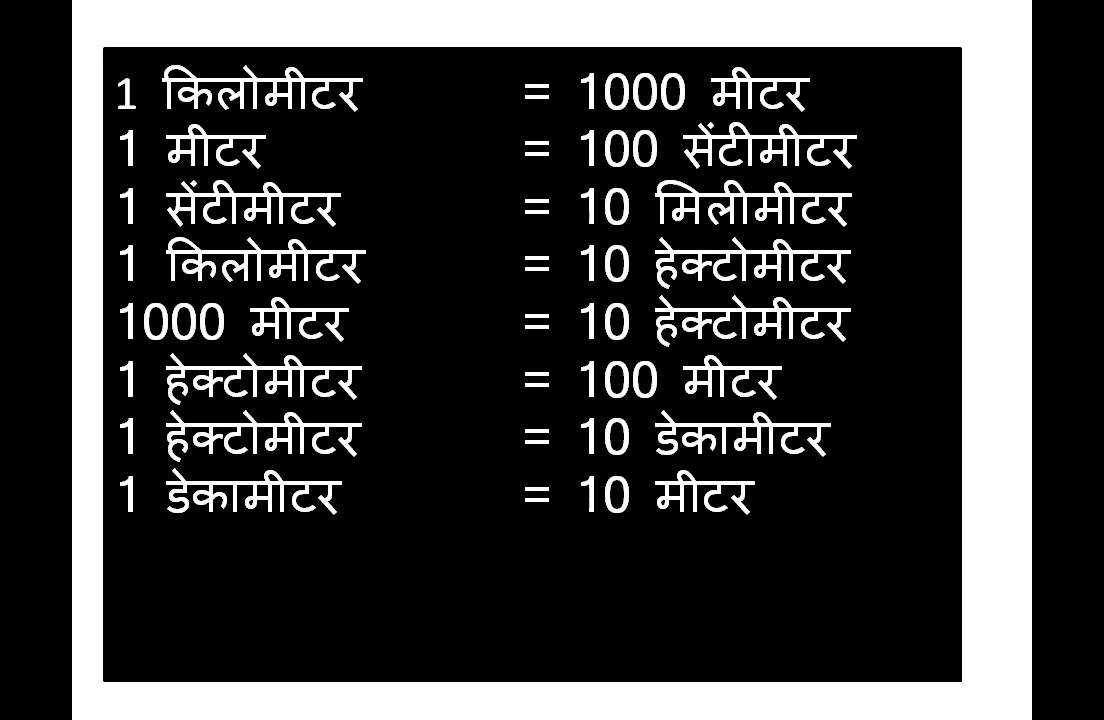 1 किलोमीटर = 1000 मीटर
1 मीटर = 100 सेंटीमीटर
1 सेंटीमीटर = 10 मिलीमीटर
1 किलोमीटर = 10 हेक्टोमीटर
1000 मीटर = 10 हेक्टोमीटर
1 हेक्टोमीटर = 100 मीटर
1 हेक्टोमीटर = 10 डेकामीटर
1 डेकामीटर = 10 मीटर